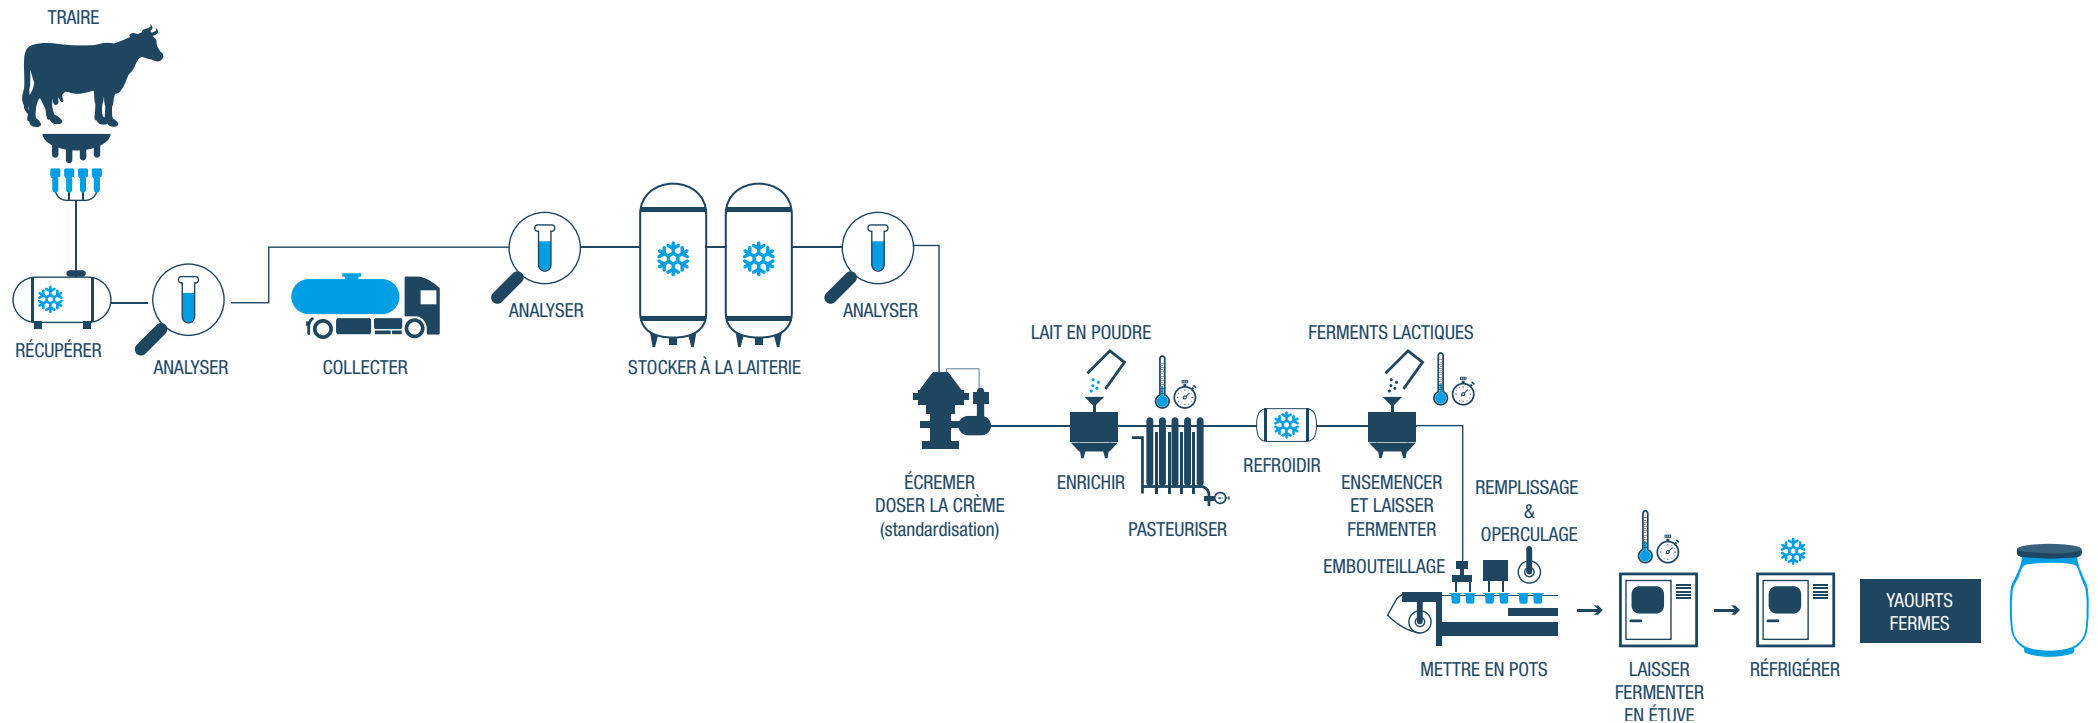 TRAIRE
RÉCUPÉRER
ANALYSER
COLLECTER
ANALYSER
STOCKER À LA LAITERIE
ANALYSER
ÉCREMER
DOSER LA CRÈME
(standardisation)
LAIT EN POUDRE
ENRICHIR
PASTEURISER
REFROIDIR
FERMENTS LACTIQUES
ENSEMENCER
ET LAISSER
FERMENTER
EMBOUTEILLAGE
REMPLISSAGE
&
OPERCULAGE
METTRE EN POTS
LAISSER
FERMENTER
EN ÉTUVE
RÉFRIGÉRER
YAOURTS
FERMES